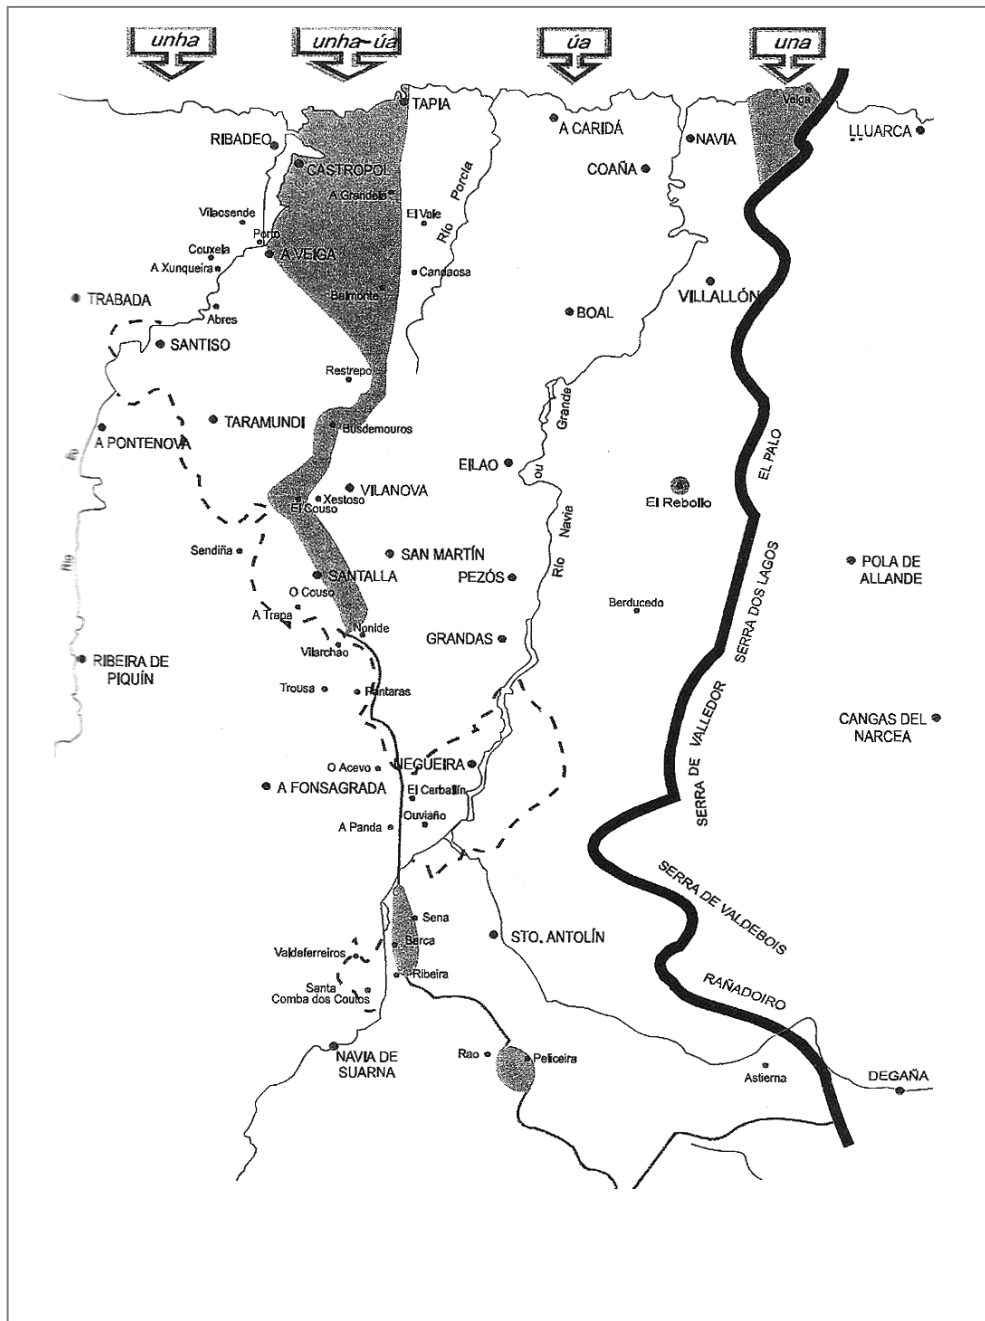 unha
unha-úa
úa
una
TAPIA
Veiga
A CARIDÁ
NAVIA
LLUARCA
RIBADEO
CASTROPOL
COAÑA
A Grandela
Río Porcía
Vilaosende
El Vale
Porto
Couxela
A VEIGA
A Xunqueira
Candaosa
VILLALLÓN
Balmonte
TRABADA
Abres
BOAL
SANTISO
Restrepo
TARAMUNDI
Busdemouros
A PONTENOVA
EL PALO
EILAO
VILANOVA
El Rebollo
Xestoso
El Couso
Río Navia ou Grande
Sendiña
SAN MARTÍN
POLA DE
ALLANDE
SANTALLA
PEZÓS
O Couso
Berducedo
A Trapa
SERRA DOS LAGOS
Nonide
GRANDAS
Vilarchao
RIBEIRA DE
PIQUÍN
Río
Trousa
Pantaras
CANGAS DEL
NARCEA
SERRA DE VALLEDOR
NEGUEIRA
O Acevo
A FONSAGRADA
El Carballín
Ouviaño
A Panda
SERRA DE VALDEBOIS
Sena
STO. ANTOLÍN
Barca
Valdeferreiros
Ribeira
RAÑADOIRO
Santa
Comba dos Coutos
NAVIA DE
SUARNA
Rao
Peliceira
Astierna
DEGAÑA